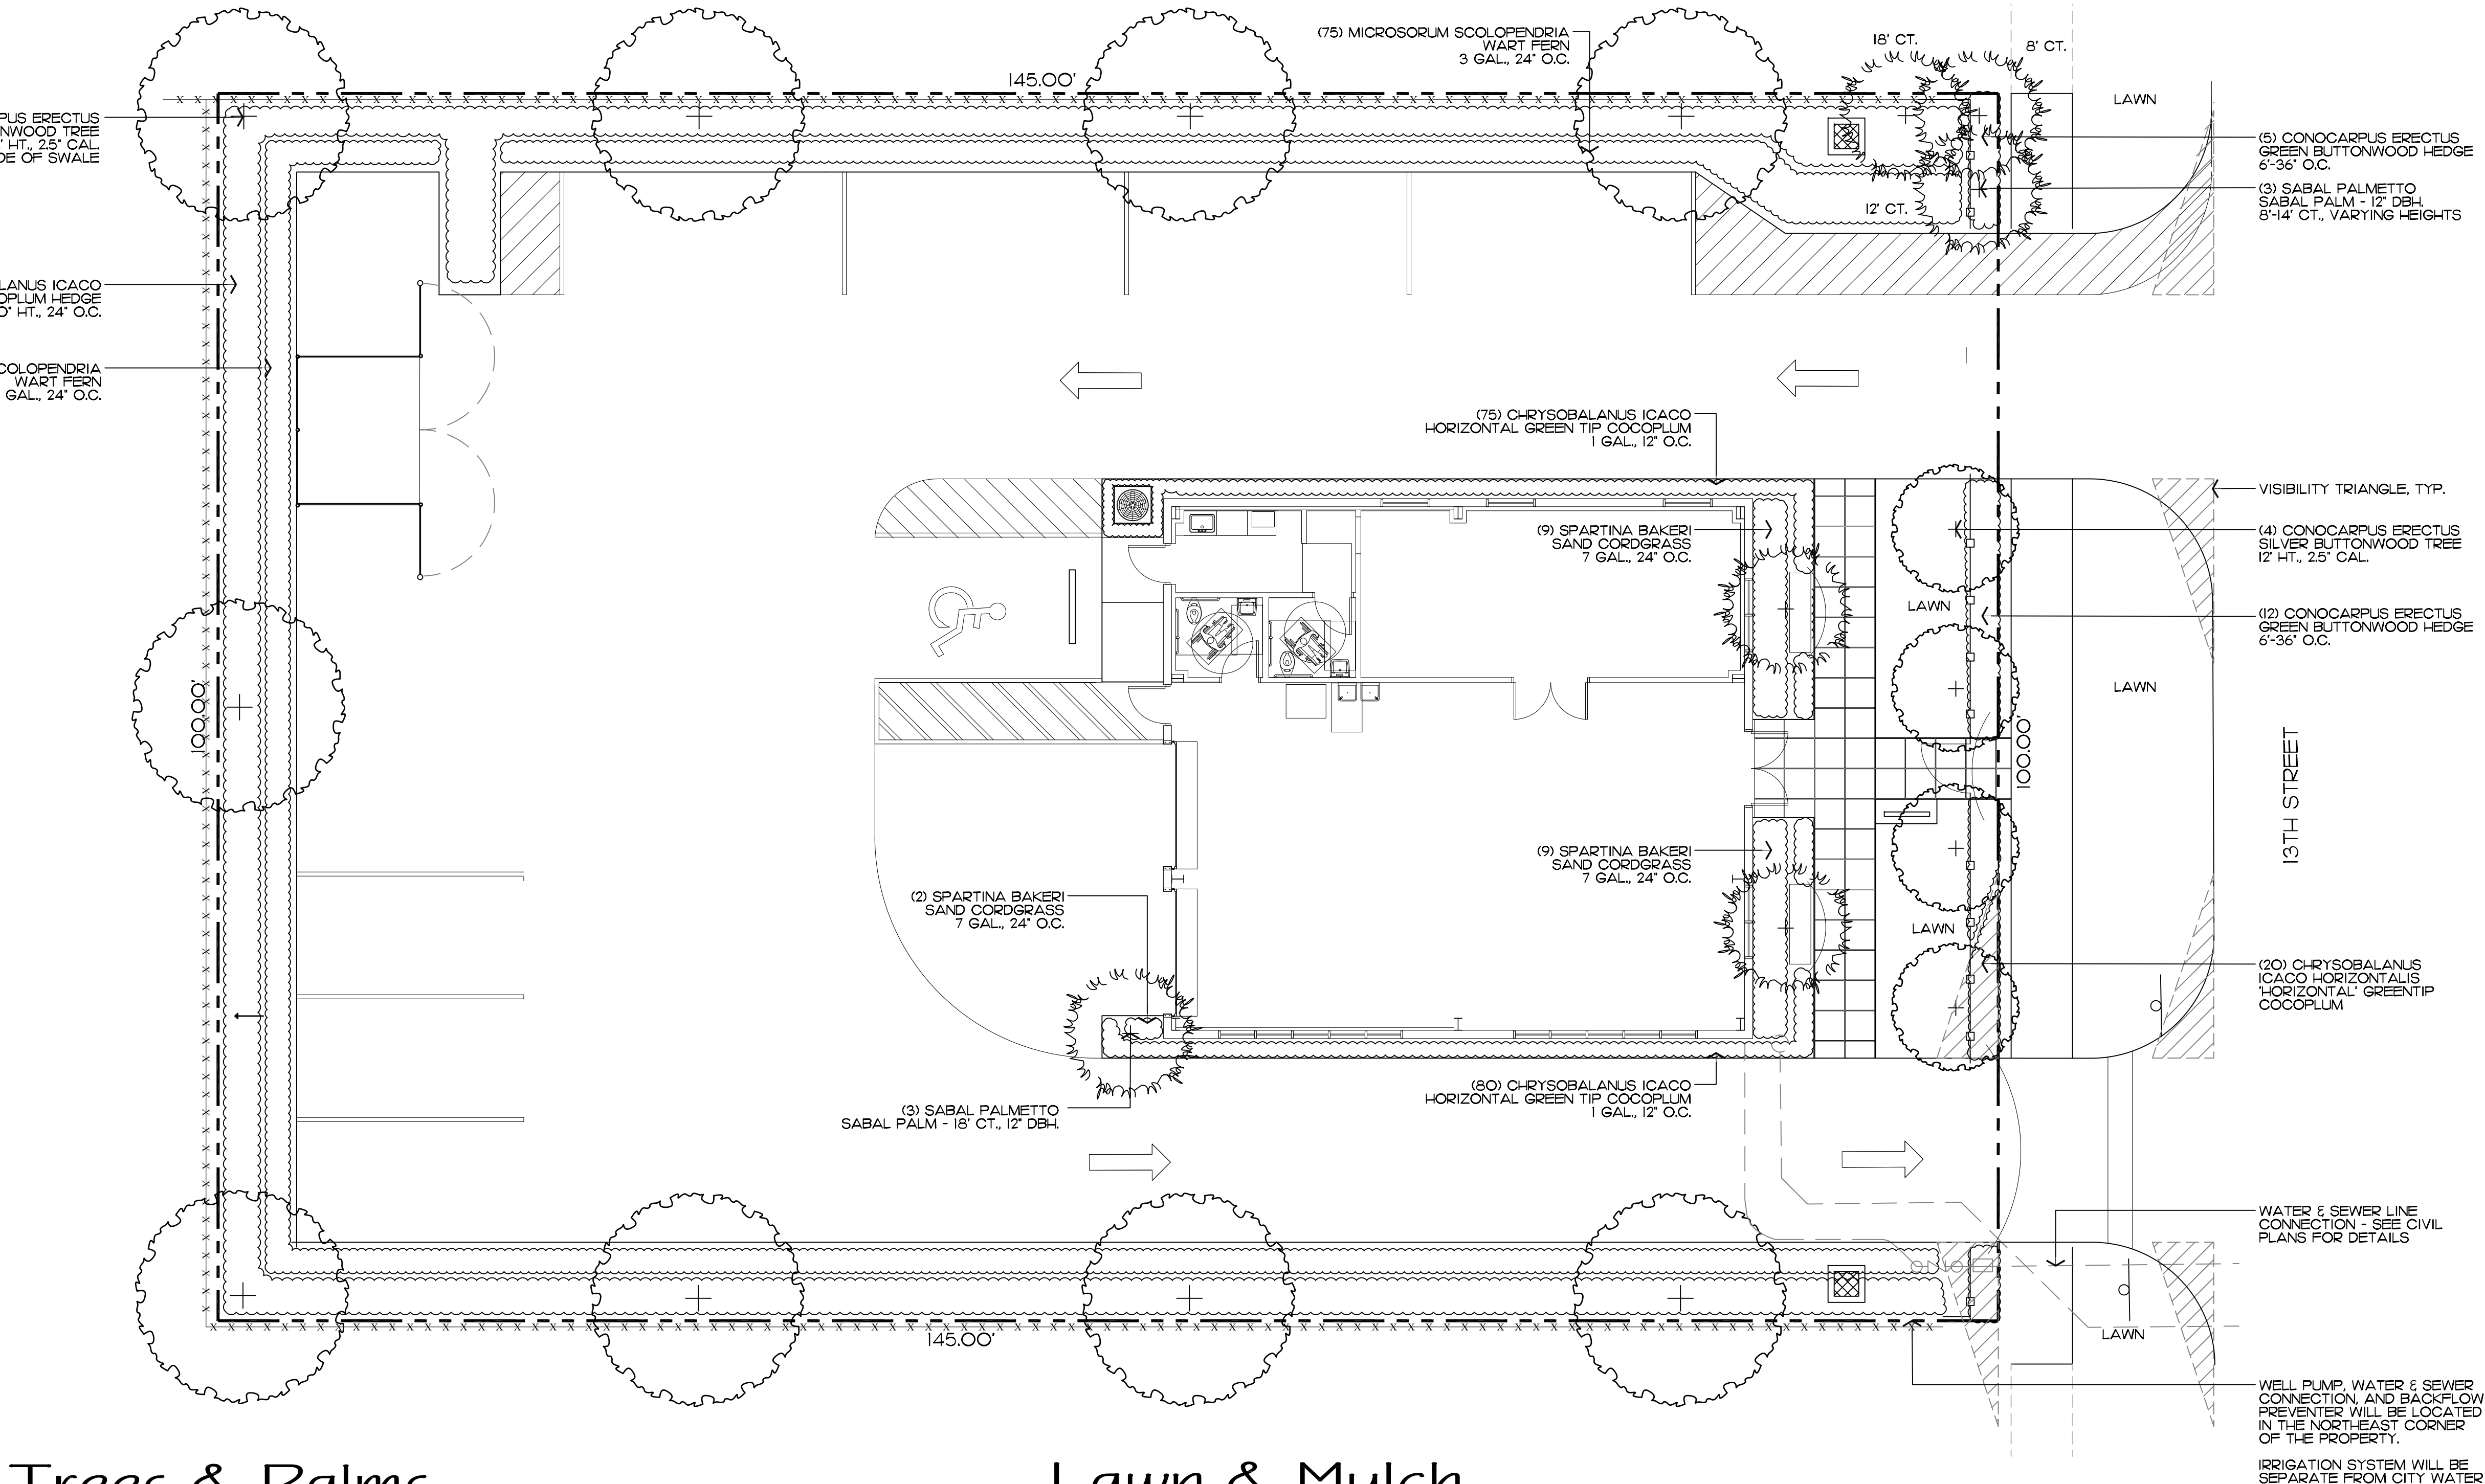 (75) MICROSORUM SCOLOPENDRIA
WART FERN
3 GAL., 24" O.C.
18' CT.
8' CT.
145.00'
LAWN
PUS ERECTUS
NWOOD TREE
' HT., 2.5" CAL.
DE OF SWALE
(5) CONOCARPUS ERECTUS
GREEN BUTTONWOOD HEDGE
6'-36" O.C.
(3) SABAL PALMETTO
SABAL PALM - 12" DBH.
8'-14' CT., VARYING HEIGHTS
12' CT.
LANUS ICACO
OPLUM HEDGE
0" HT., 24" O.C.
COLOPENDRIA
WART FERN
GAL., 24" O.C.
(75) CHRYSOBALANUS ICACO
HORIZONTAL GREEN TIP COCOPLUM
1 GAL., 12" O.C.
VISIBILITY TRIANGLE, TYP.
(9) SPARTINA BAKERI
SAND CORDGRASS
7 GAL., 24" O.C.
(4) CONOCARPUS ERECTUS
SILVER BUTTONWOOD TREE
12' HT., 2.5" CAL.
LAWN
(12) CONOCARPUS ERECTUS
GREEN BUTTONWOOD HEDGE
6'-36" O.C.
LAWN
100.00'
100.00'
13TH STREET
(9) SPARTINA BAKERI
SAND CORDGRASS
7 GAL., 24" O.C.
(2) SPARTINA BAKERI
SAND CORDGRASS
7 GAL., 24" O.C.
LAWN
(20) CHRYSOBALANUS
ICACO HORIZONTALIS
'HORIZONTAL' GREENTIP
COCOPLUM
(80) CHRYSOBALANUS ICACO
HORIZONTAL GREEN TIP COCOPLUM
1 GAL., 12" O.C.
(3) SABAL PALMETTO
SABAL PALM - 18' CT., 12" DBH.
WATER & SEWER LINE
CONNECTION - SEE CIVIL
PLANS FOR DETAILS
145.00'
LAWN
WELL PUMP, WATER & SEWER
CONNECTION, AND BACKFLOW
PREVENTER WILL BE LOCATED
IN THE NORTHEAST CORNER
OF THE PROPERTY.
IRRIGATION SYSTEM WILL BE
SEPARATE FROM CITY WATER
Trees & Palms
Lawn & Mulch